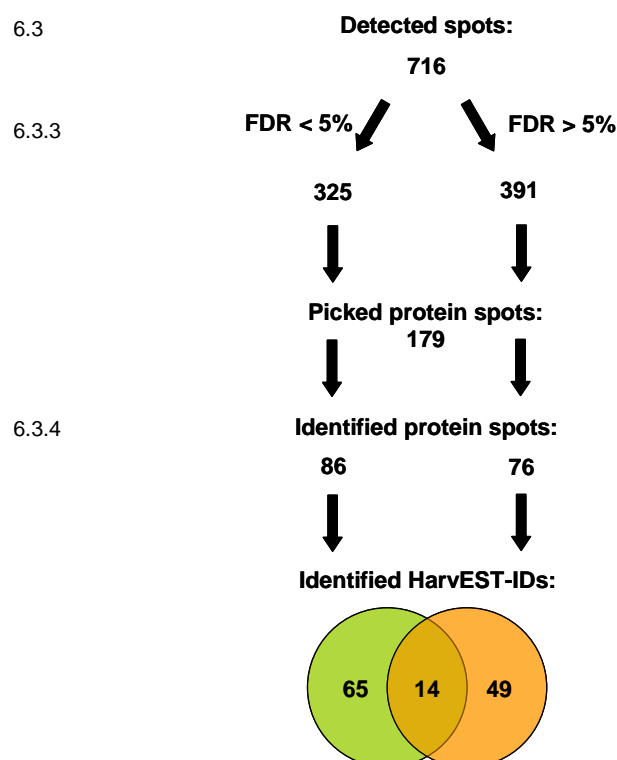 6.3
Detected spots:
716
6.3.3
FDR < 5%
FDR > 5%
325
391
Picked protein spots:
179
6.3.4
Identified protein spots:
86
76
Identified HarvEST-IDs:
65
14
49